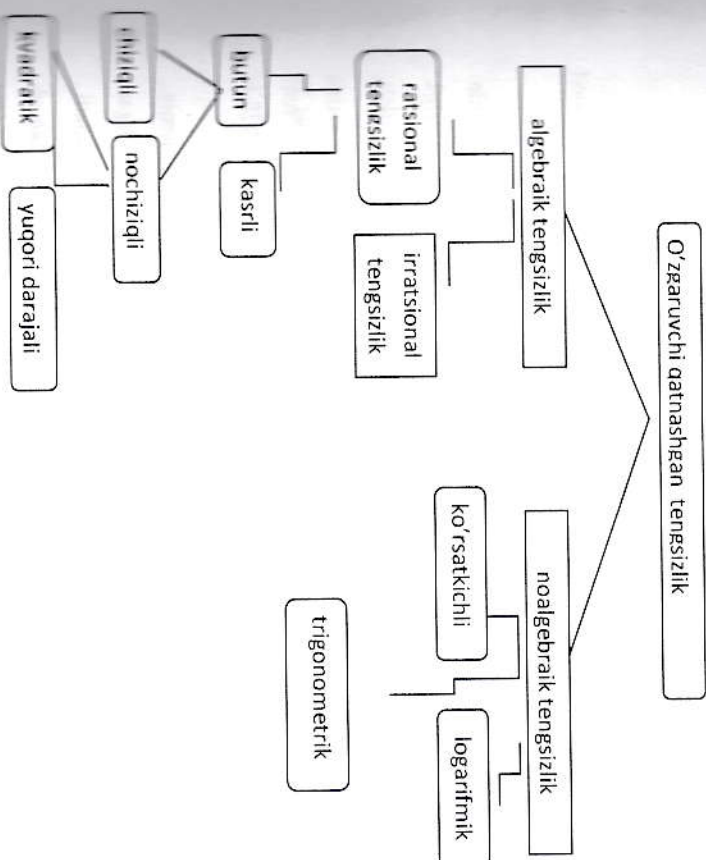 O'zgaruvchi qatnashgan tengsizlik
algebraik tengsizlik
noalgebraik tengsizlik
ratsional
tengsizlik
irratsional
tengsizlik
ko'rsatkichli
logarifmik
butun
kasrli
trigonometrik
chiziqli
nochiziqli
kvadratik
yuqori darajali